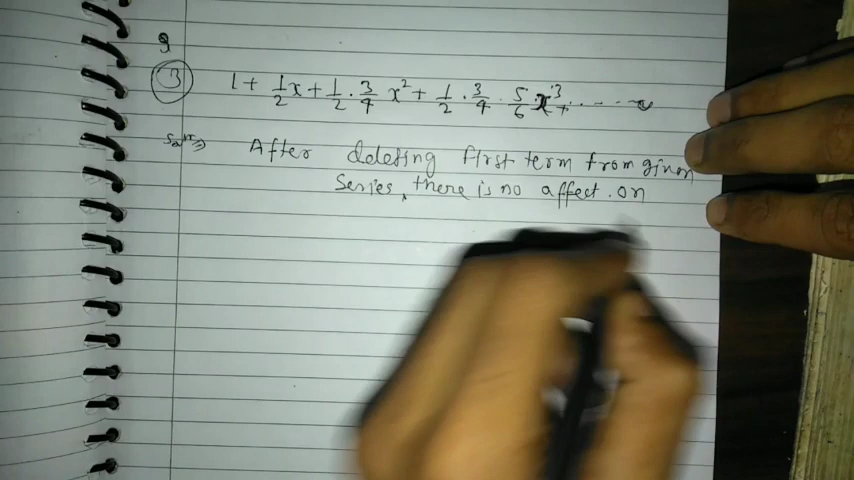 9
3 1 + 1/2 x + 1/2 . 3/4 x² + 1/2 . 3/4 . 5/6 x³ + . . . . ∞
Solⁿ ⇒ After deleting first term from given
series, there is no affect . on